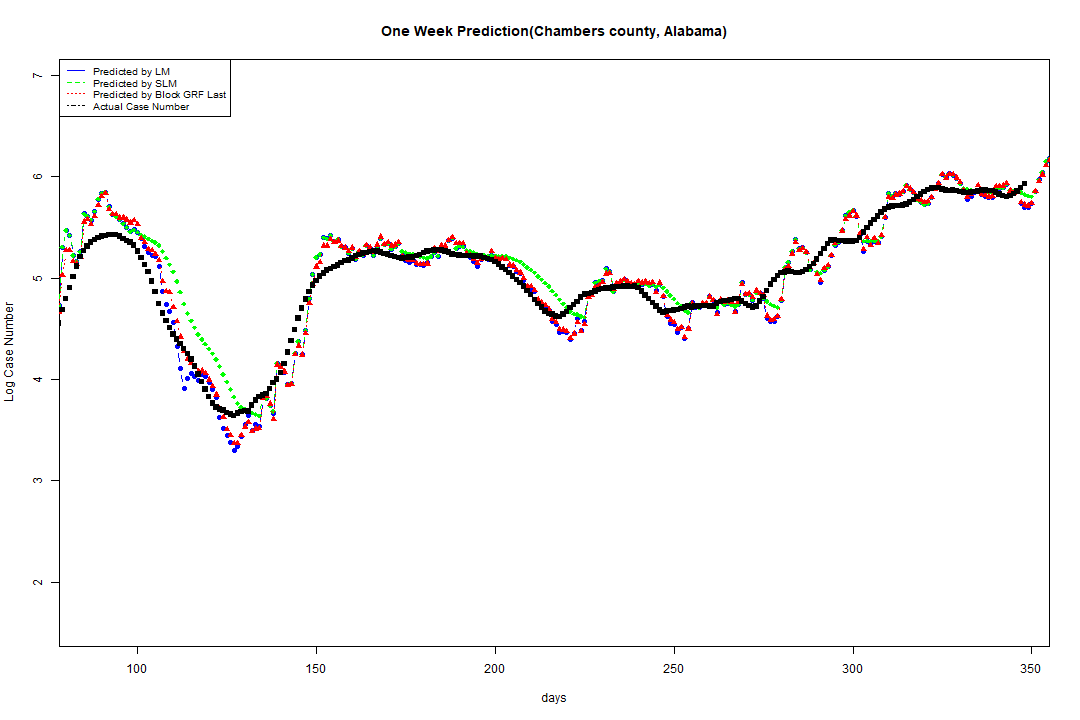 One Week Prediction(Chambers county, Alabama)
Predicted by LM
Predicted by SLM
Predicted by Block GRF Last
Actual Case Number
7
6
5
4
3
2
Log Case Number
100 150 200 250 300 350
days